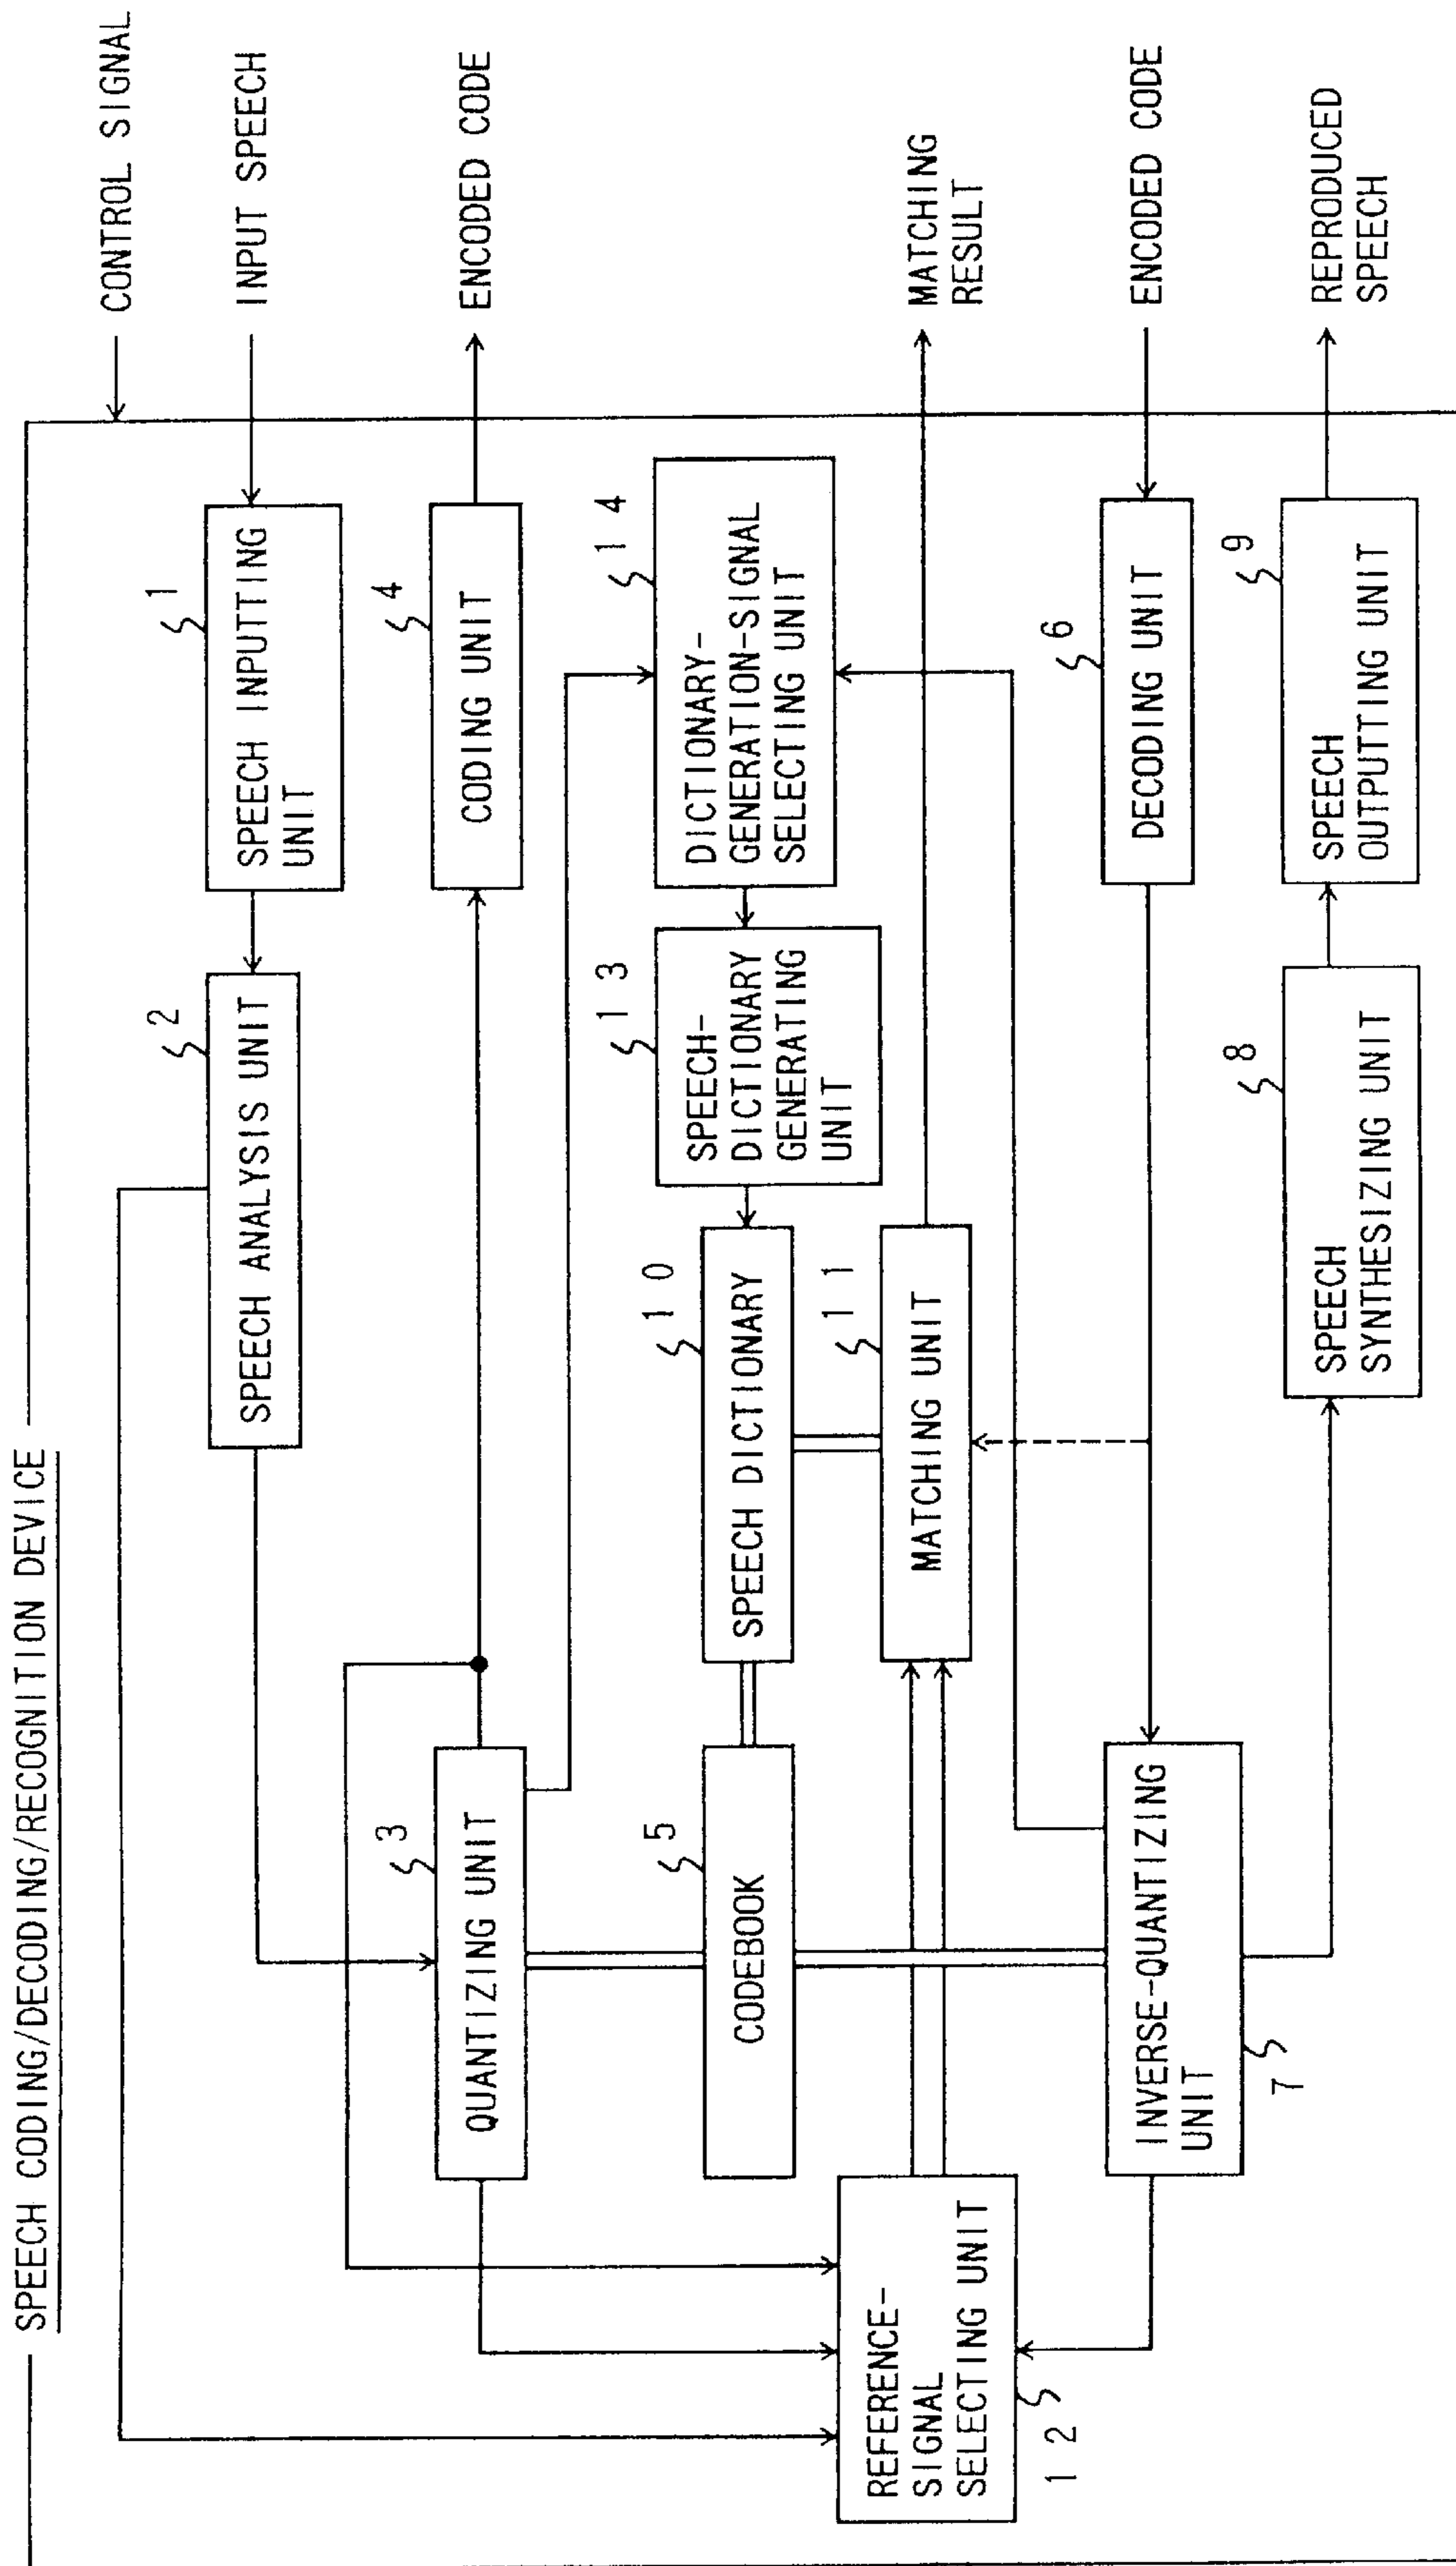 SPEECH CODING/DECODING/RECOGNITION DEVICE
CONTROL SIGNAL
INPUT SPEECH
ENCODED CODE
MATCHING
RESULT
ENCODED CODE
REPRODUCED
SPEECH
1
SPEECH INPUTTING
UNIT
2
SPEECH ANALYSIS UNIT
3
QUANTIZING UNIT
4
CODING UNIT
5
CODEBOOK
10
SPEECH DICTIONARY
13
SPEECH-
DICTIONARY
GENERATING
UNIT
14
DICTIONARY-
GENERATION-SIGNAL
SELECTING UNIT
11
MATCHING UNIT
REFERENCE-
SIGNAL
SELECTING UNIT
12
6
DECODING UNIT
INVERSE-QUANTIZING
UNIT
7
8
SPEECH
SYNTHESIZING UNIT
9
SPEECH
OUTPUTTING UNIT